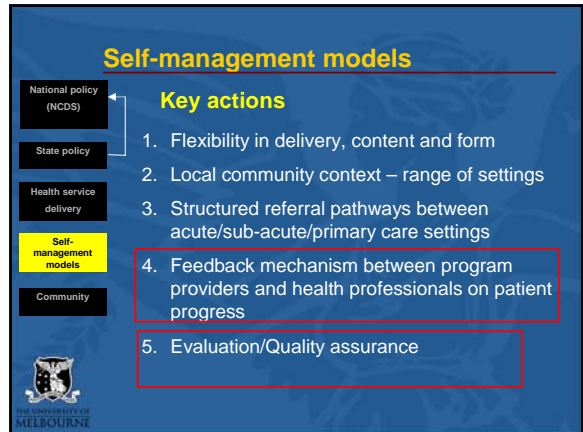 Self-management models
National policy
(NCDS)
State policy
Health service
delivery
Self-
management
models
Community
Key actions
1. Flexibility in delivery, content and form
2. Local community context – range of settings
3. Structured referral pathways between
acute/sub-acute/primary care settings
4. Feedback mechanism between program
providers and health professionals on patient
progress
5. Evaluation/Quality assurance
THE UNIVERSITY OF
MELBOURNE